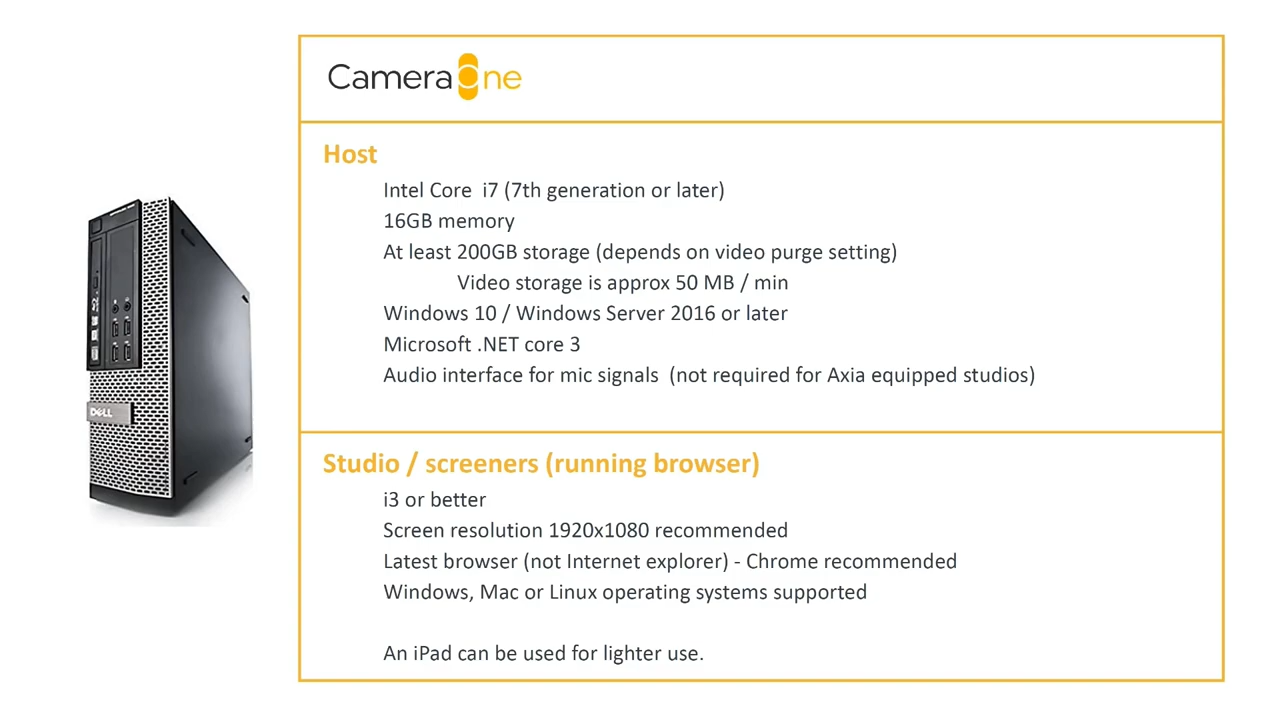 CameraOne
Host
Intel Core i7 (7th generation or later)
16GB memory
At least 200GB storage (depends on video purge setting)
Video storage is approx 50 MB / min
Windows 10 / Windows Server 2016 or later
Microsoft .NET core 3
Audio interface for mic signals (not required for Axia equipped studios)
DELL
Studio / screeners (running browser)
i3 or better
Screen resolution 1920x1080 recommended
Latest browser (not Internet explorer) - Chrome recommended
Windows, Mac or Linux operating systems supported
An iPad can be used for lighter use.